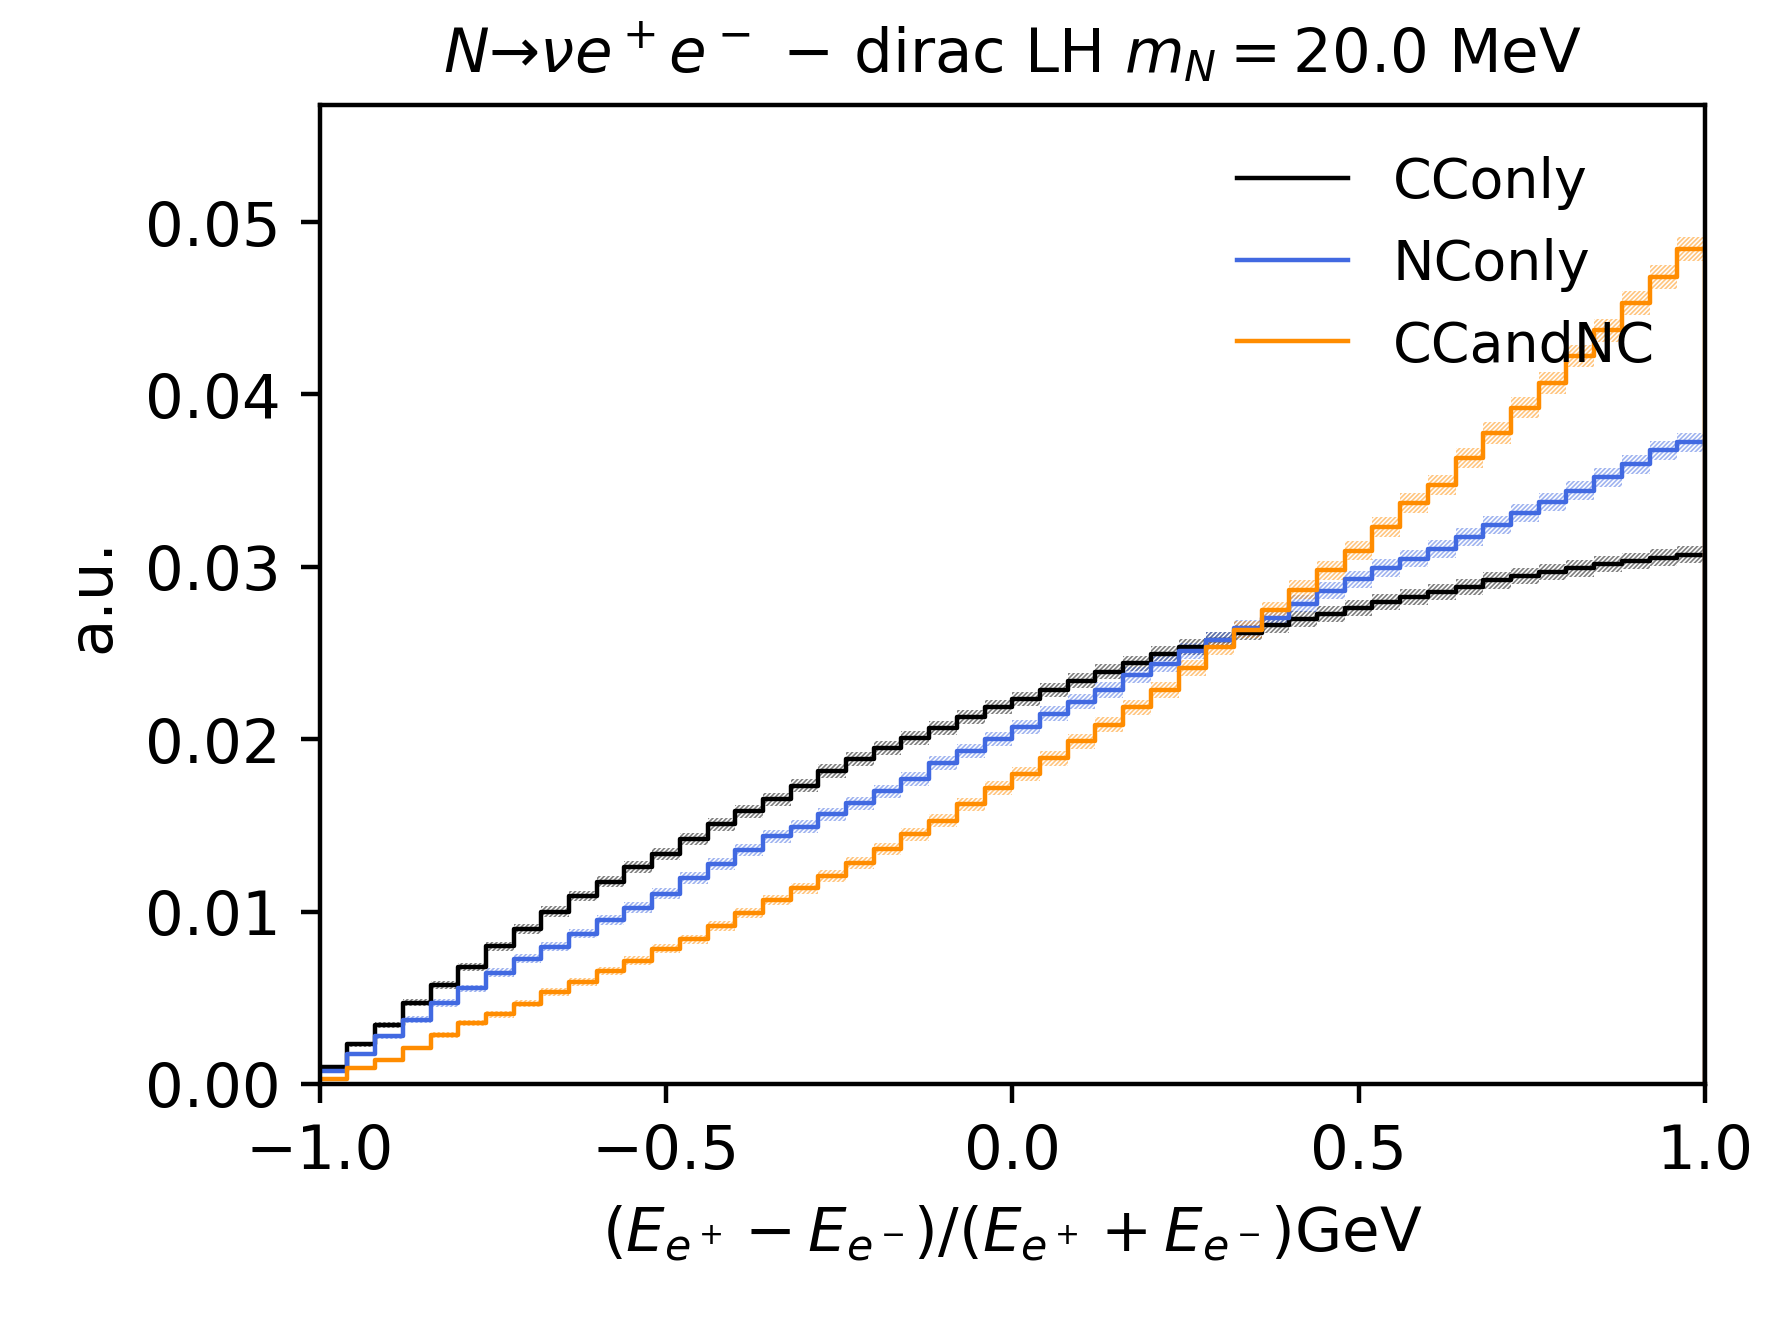 N→νe⁺e⁻ − dirac LH m_N = 20.0 MeV
CConly
NConly
CCandNC
0.05
0.04
0.03
0.02
0.01
0.00
a.u.
−1.0 −0.5 0.0 0.5 1.0
(E_e⁺ − E_e⁻)/(E_e⁺ + E_e⁻)GeV